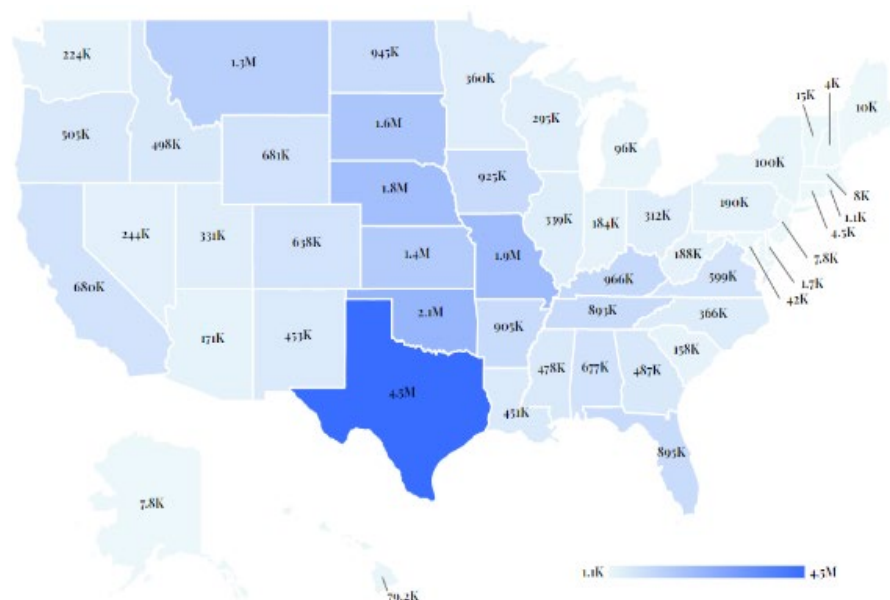 224K
1.3M
945K
360K
15K
4K
10K
505K
498K
1.6M
295K
96K
100K
681K
925K
8K
1.8M
190K
1.1K
4.5K
244K
331K
638K
339K
184K
312K
7.8K
680K
1.4M
1.9M
188K
599K
1.7K
966K
42K
171K
453K
2.1M
905K
893K
366K
158K
478K
677K
487K
4.5M
451K
895K
7.8K
79.2K
1.1K
4.5M